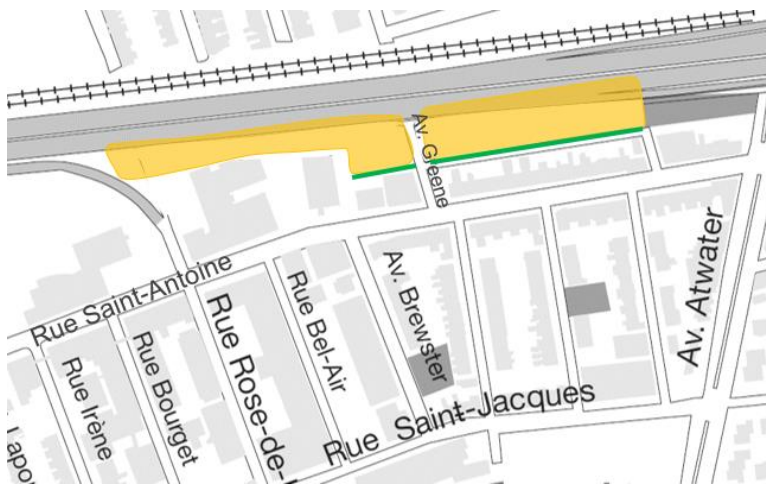 Av. Greene
Av. Atwater
Rue Saint-Antoine
Av. Brewster
Rue Bel-Air
Rue Rose-de-
Rue Bourget
Rue Irène
Rue Saint-Jacques